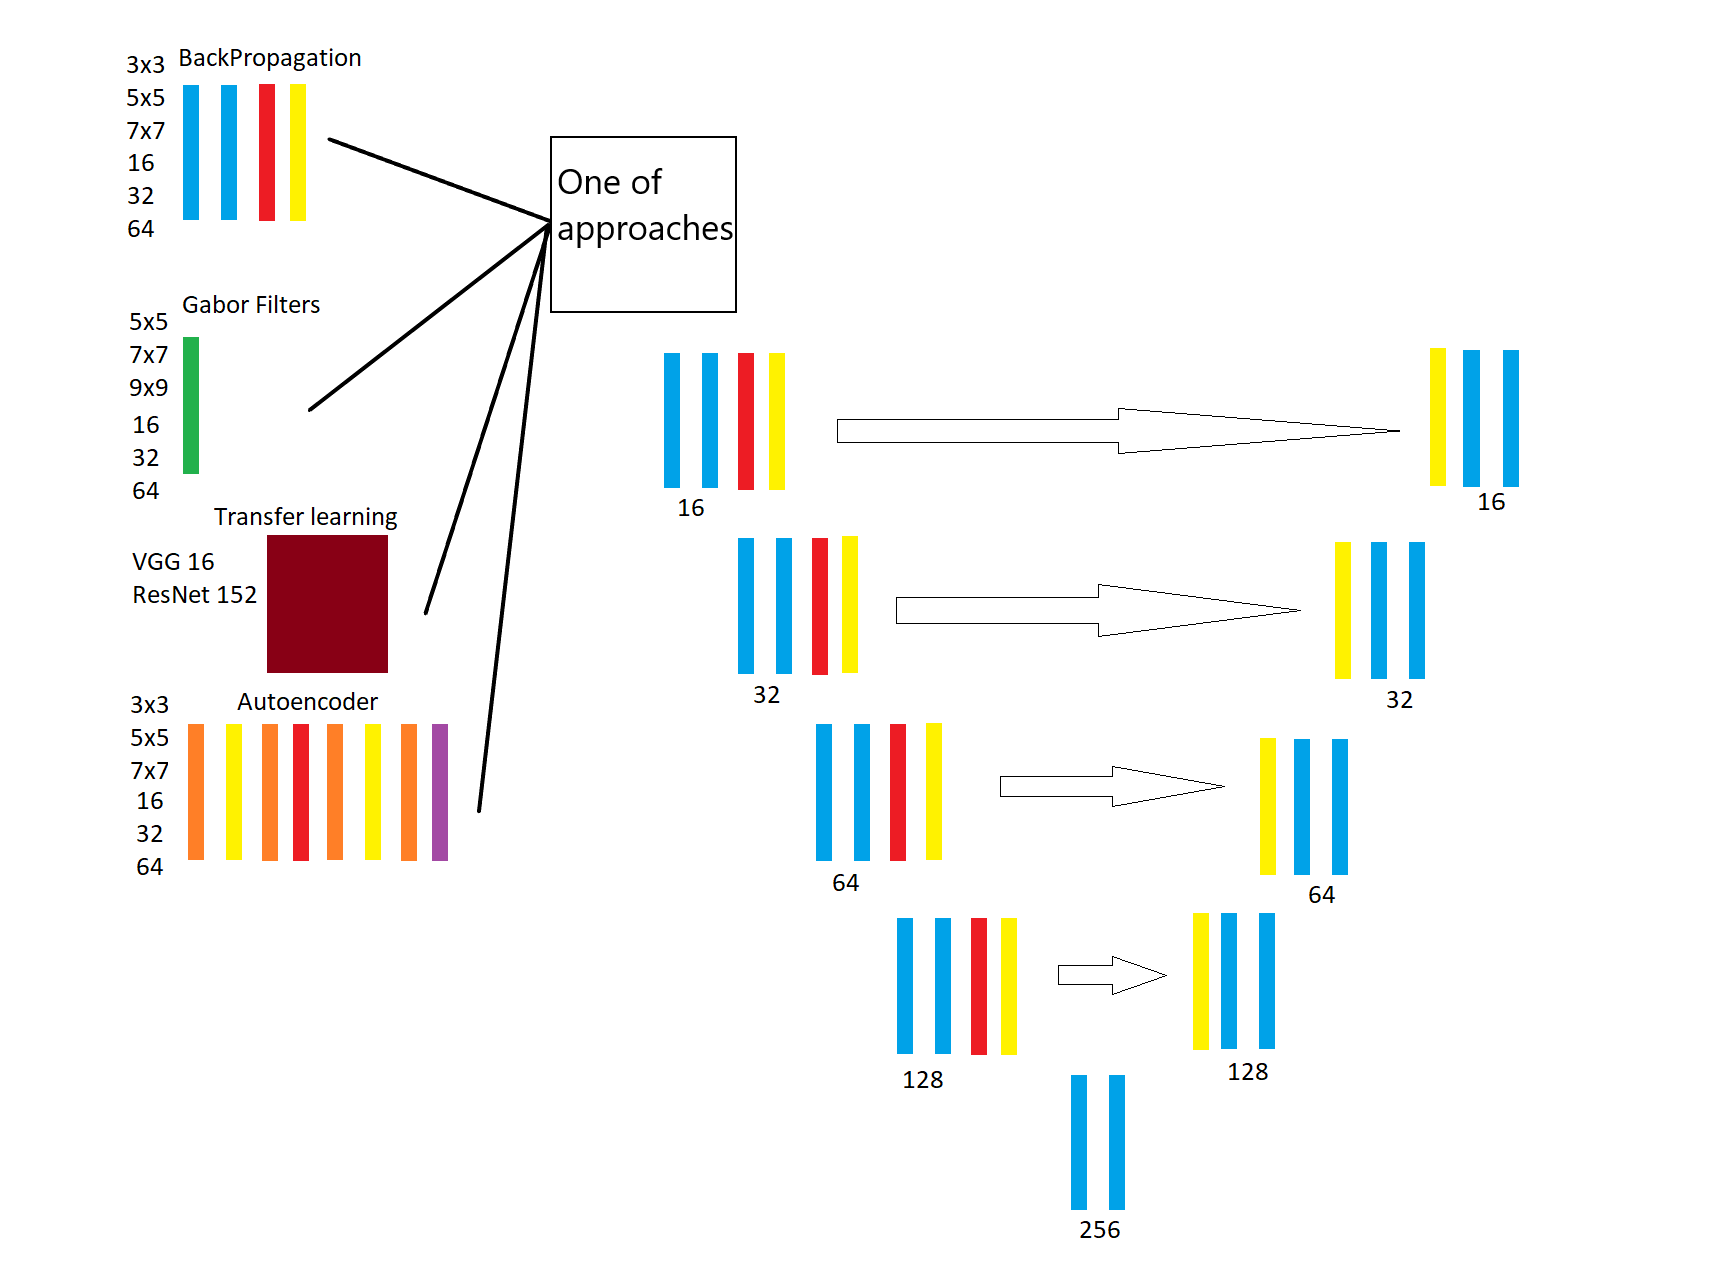 BackPropagation
3x3
5x5
7x7
16
32
64
One of
approaches
Gabor Filters
5x5
7x7
9x9
16
32
64
Transfer learning
VGG 16
ResNet 152
Autoencoder
3x3
5x5
7x7
16
32
64
16
16
32
32
64
64
128
128
256